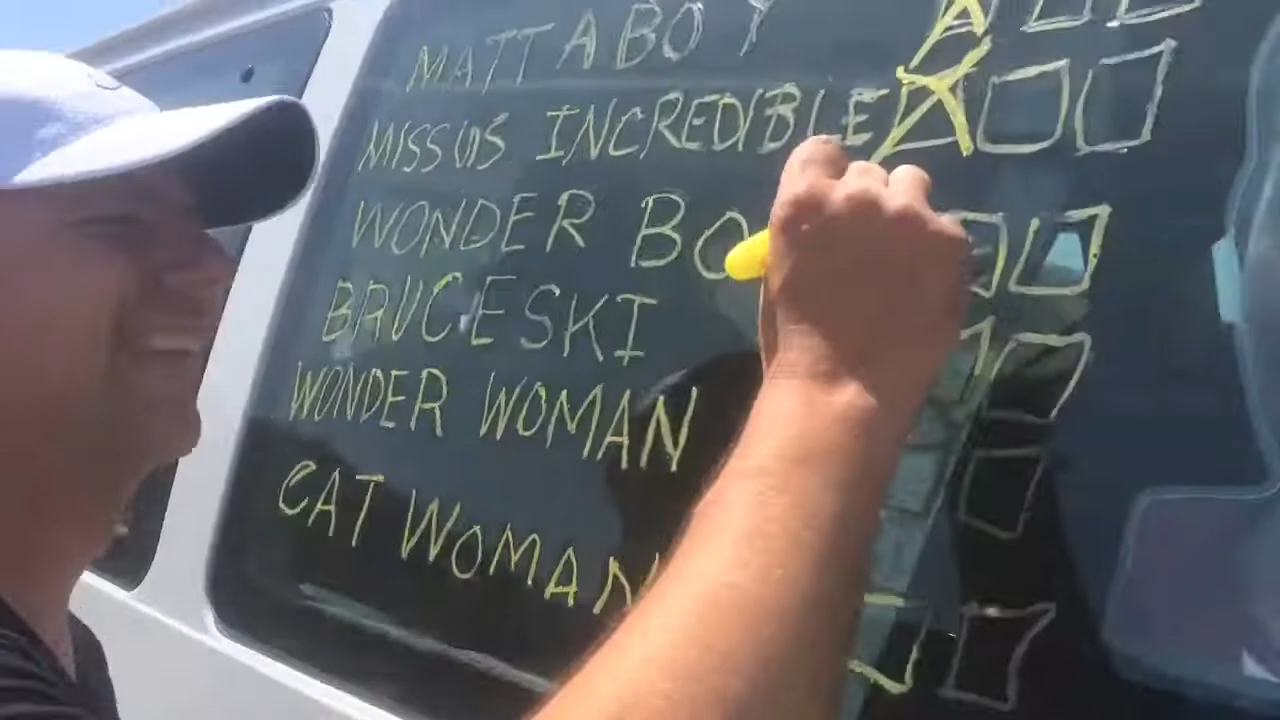 MATTABOY
MISSUS INCREDIBLE
WONDER BO
BRUCESKI
WONDER WOMAN
CAT WOMAN